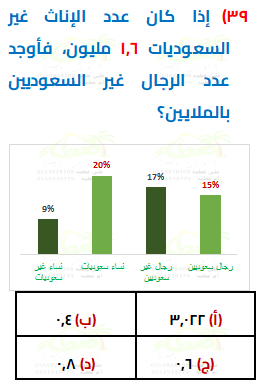 ٣٩) إذا كان عدد الإناث غير
السعوديات ١,٦ مليون، فأوجد
عدد الرجال غير السعوديين
بالملايين؟
20%
17%
15%
9%
رجال سعوديين
رجال غير سعوديين
نساء سعوديات
نساء غير سعوديات
(أ) ٣,٠٢٢
(ب) ٠,٤
(ج) ٠,٦
(د) ٠,٨